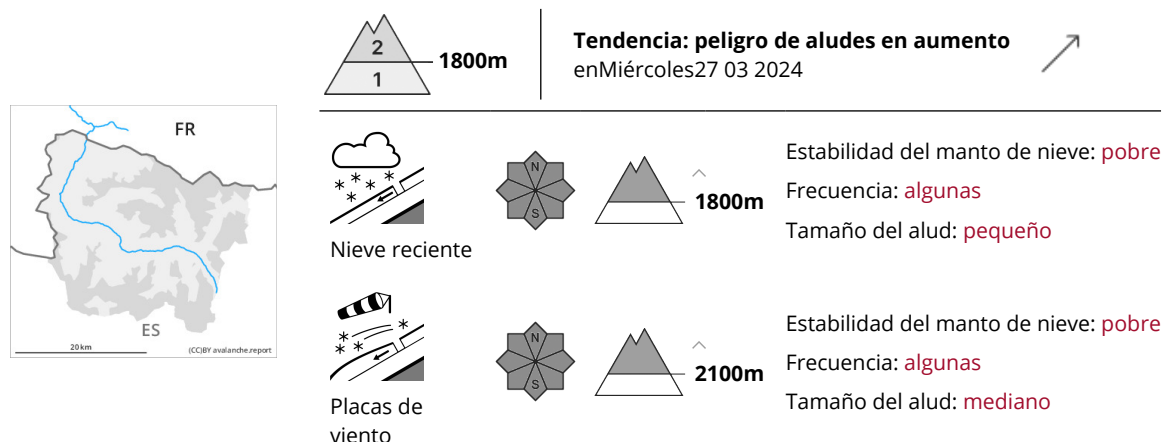 FR
ES
20 km
(CC)BY avalanche.report
2
1
1800m
Tendencia: peligro de aludes en aumento
enMiércoles27 03 2024
Nieve reciente
N
S
1800m
Estabilidad del manto de nieve: pobre
Frecuencia: algunas
Tamaño del alud: pequeño
Placas de
viento
N
S
2100m
Estabilidad del manto de nieve: pobre
Frecuencia: algunas
Tamaño del alud: mediano